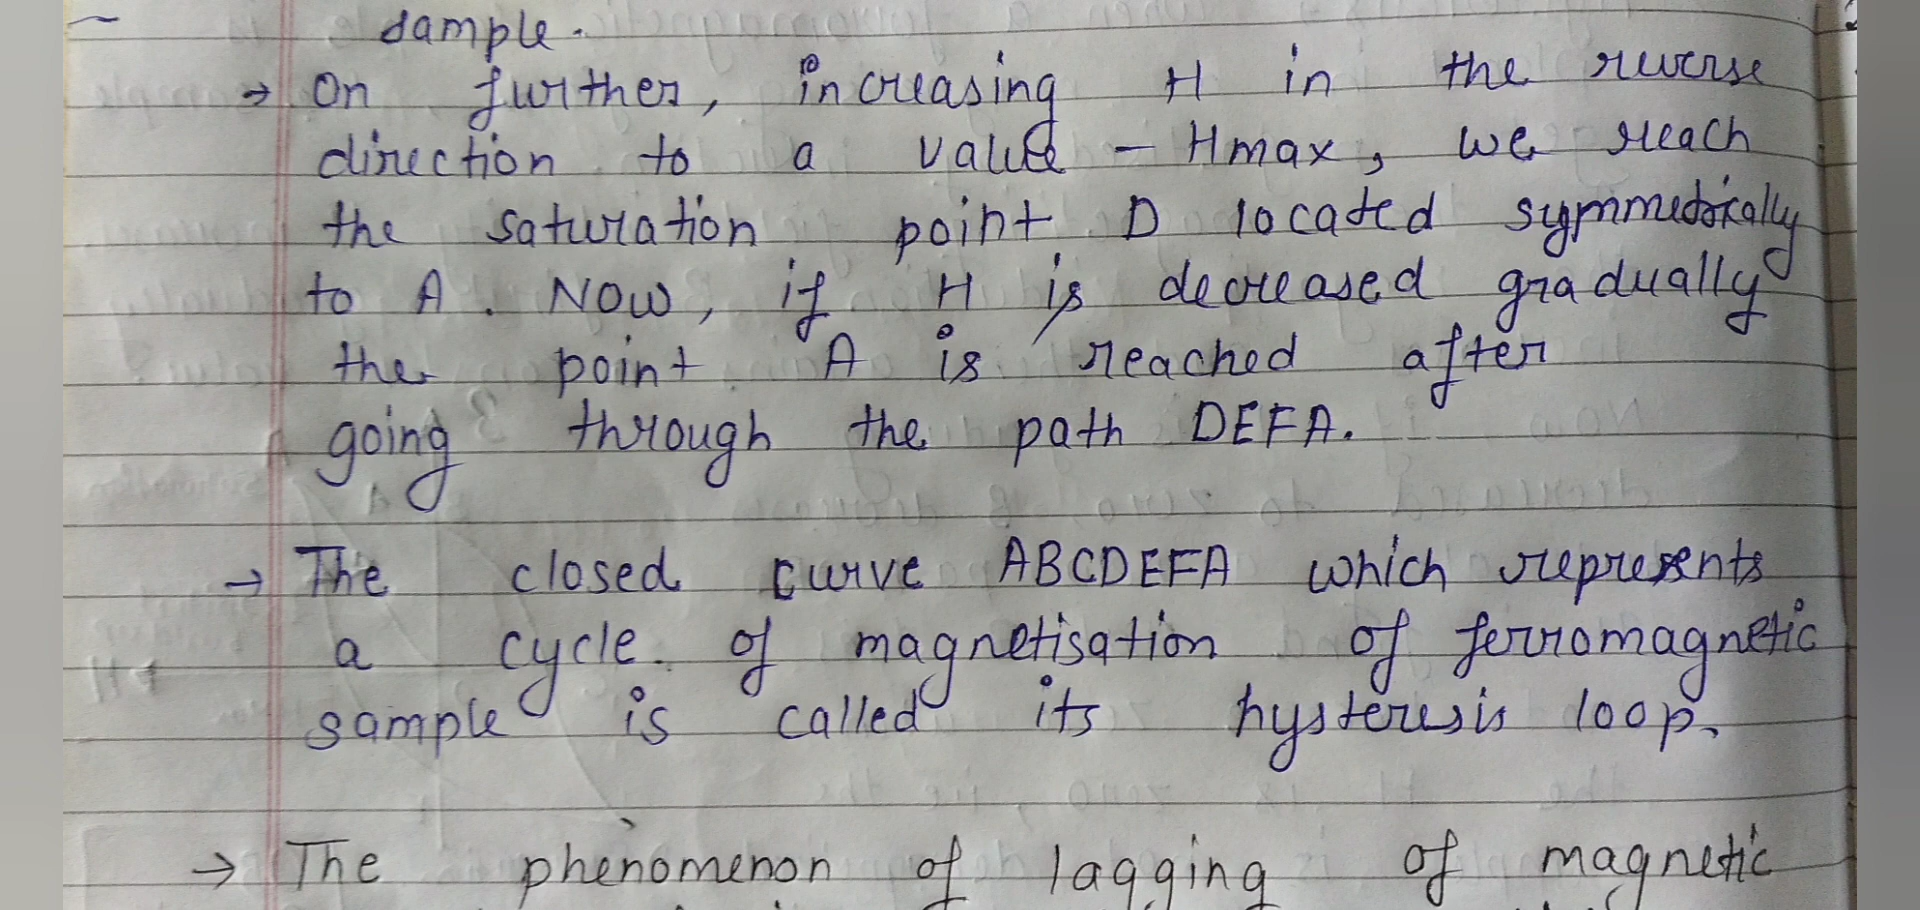 sample.
→ On further, increasing H in the reverse
direction to a value - Hmax, we reach
the saturation point D located symmetrically
to A. Now, if H is decreased gradually
the point A is reached after
going through the path DEFA.
→ The closed curve ABCDEFA which represents
a cycle of magnetisation of ferromagnetic
sample is called its hysteresis loop.
→ The phenomenon of lagging of magnetic